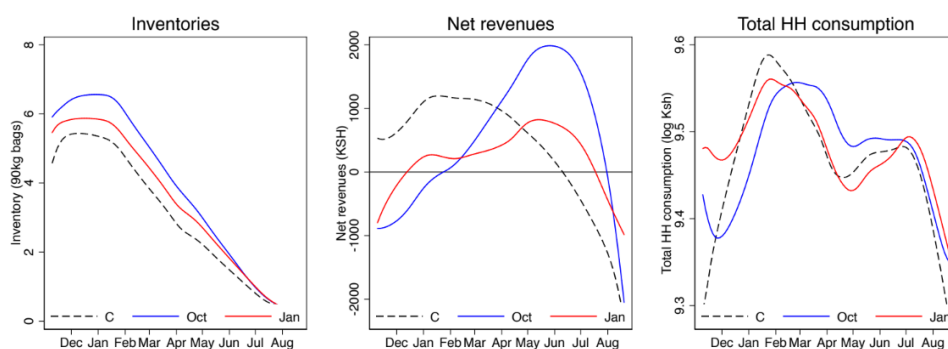 Inventories
Inventory (90kg bags)
8
6
4
2
0
C
Oct
Jan
Dec Jan Feb Mar Apr May Jun Jul Aug
Net revenues
Net revenues (KSH)
2000
1000
0
-1000
-2000
C
Oct
Jan
Dec Jan Feb Mar Apr May Jun Jul Aug
Total HH consumption
Total HH consumption (log Ksh)
9.6
9.5
9.4
9.3
C
Oct
Jan
Dec Jan Feb Mar Apr May Jun Jul Aug